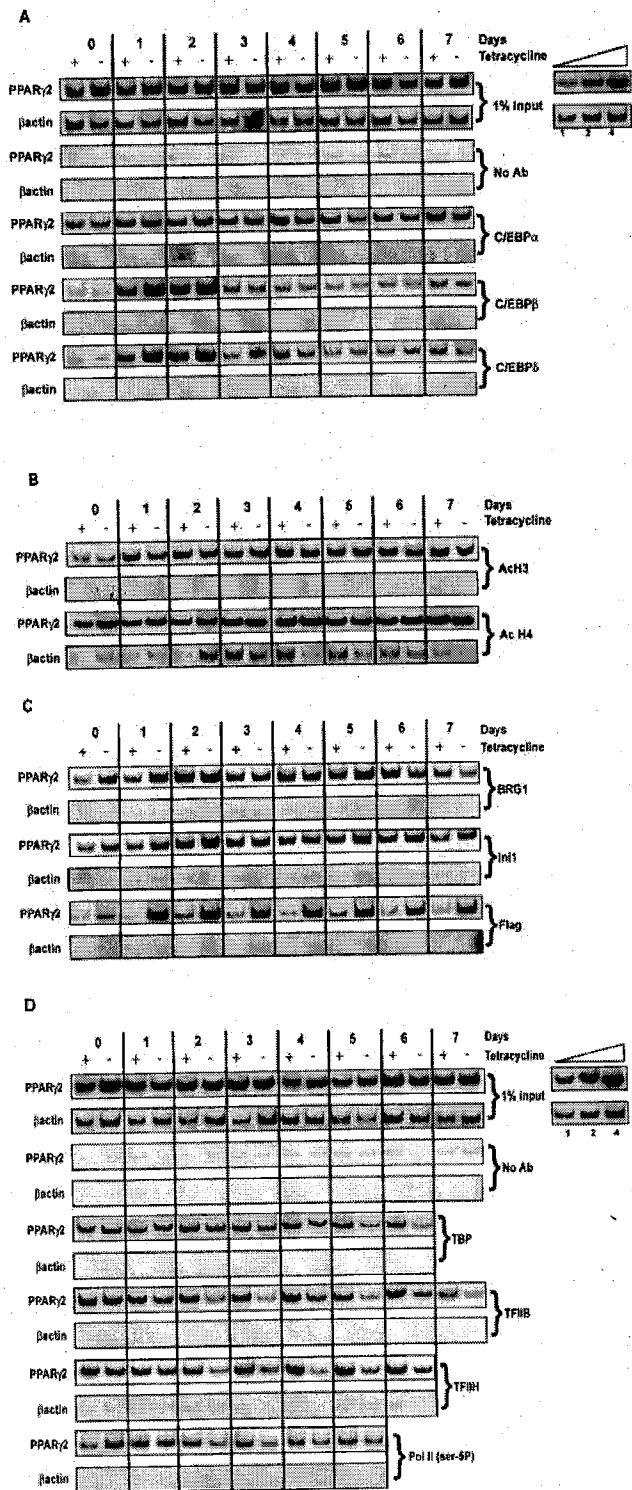 A
0 1 2 3 4 5 6 7 Days
+ - + - + - + - + - + - + - + - Tetracycline
PPARγ2
βactin
1% Input
1 2 4
PPARγ2
βactin
No Ab
PPARγ2
βactin
C/EBPα
PPARγ2
βactin
C/EBPβ
PPARγ2
βactin
C/EBPδ
B
0 1 2 3 4 5 6 7 Days
+ - + - + - + - + - + - + - + - Tetracycline
PPARγ2
βactin
AcH3
PPARγ2
βactin
Ac H4
C
0 1 2 3 4 5 6 7 Days
+ - + - + - + - + - + - + - + - Tetracycline
PPARγ2
βactin
BRG1
PPARγ2
βactin
Ini1
PPARγ2
βactin
Flag
D
0 1 2 3 4 5 6 7 Days
+ - + - + - + - + - + - + - + - Tetracycline
PPARγ2
βactin
1% Input
1 2 4
PPARγ2
βactin
No Ab
PPARγ2
βactin
TBP
PPARγ2
βactin
TFIIB
PPARγ2
βactin
TFIIH
PPARγ2
βactin
Pol II (ser-5P)